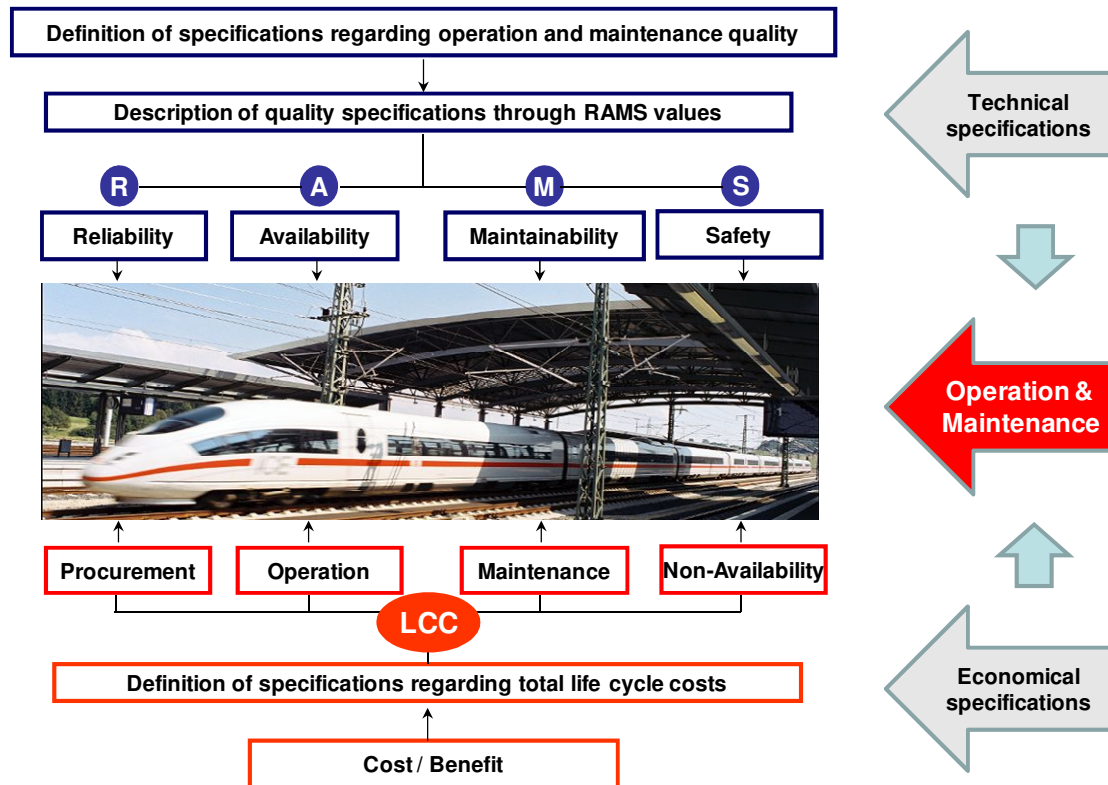 Definition of specifications regarding operation and maintenance quality
Description of quality specifications through RAMS values
R
A
M
S
Reliability
Availability
Maintainability
Safety
Technical
specifications
Operation &
Maintenance
Procurement
Operation
Maintenance
Non-Availability
LCC
Definition of specifications regarding total life cycle costs
Economical
specifications
Cost / Benefit